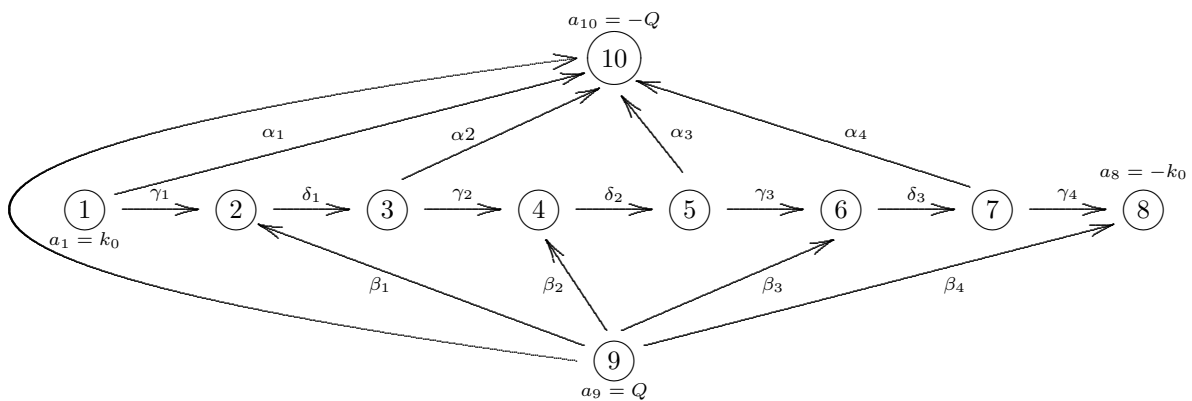 a₁₀ = −Q
10
α₁
α2
α₃
α₄
a₈ = −k₀
γ₁
δ₁
γ₂
δ₂
γ₃
δ₃
γ₄
1
2
3
4
5
6
7
8
a₁ = k₀
β₁
β₂
β₃
β₄
9
a₉ = Q